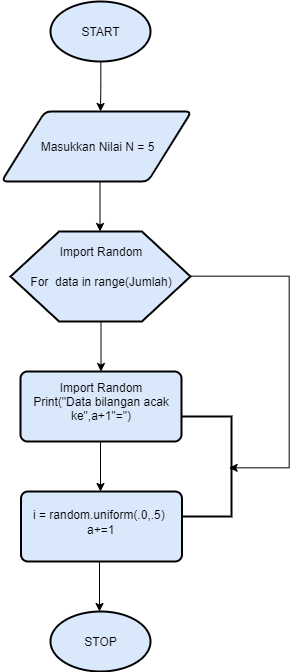 START
Masukkan Nilai N = 5
Import Random
For  data in range(Jumlah)
Import Random
Print("Data bilangan acak
ke",a+1"=")
i = random.uniform(.0,.5)
a+=1
STOP